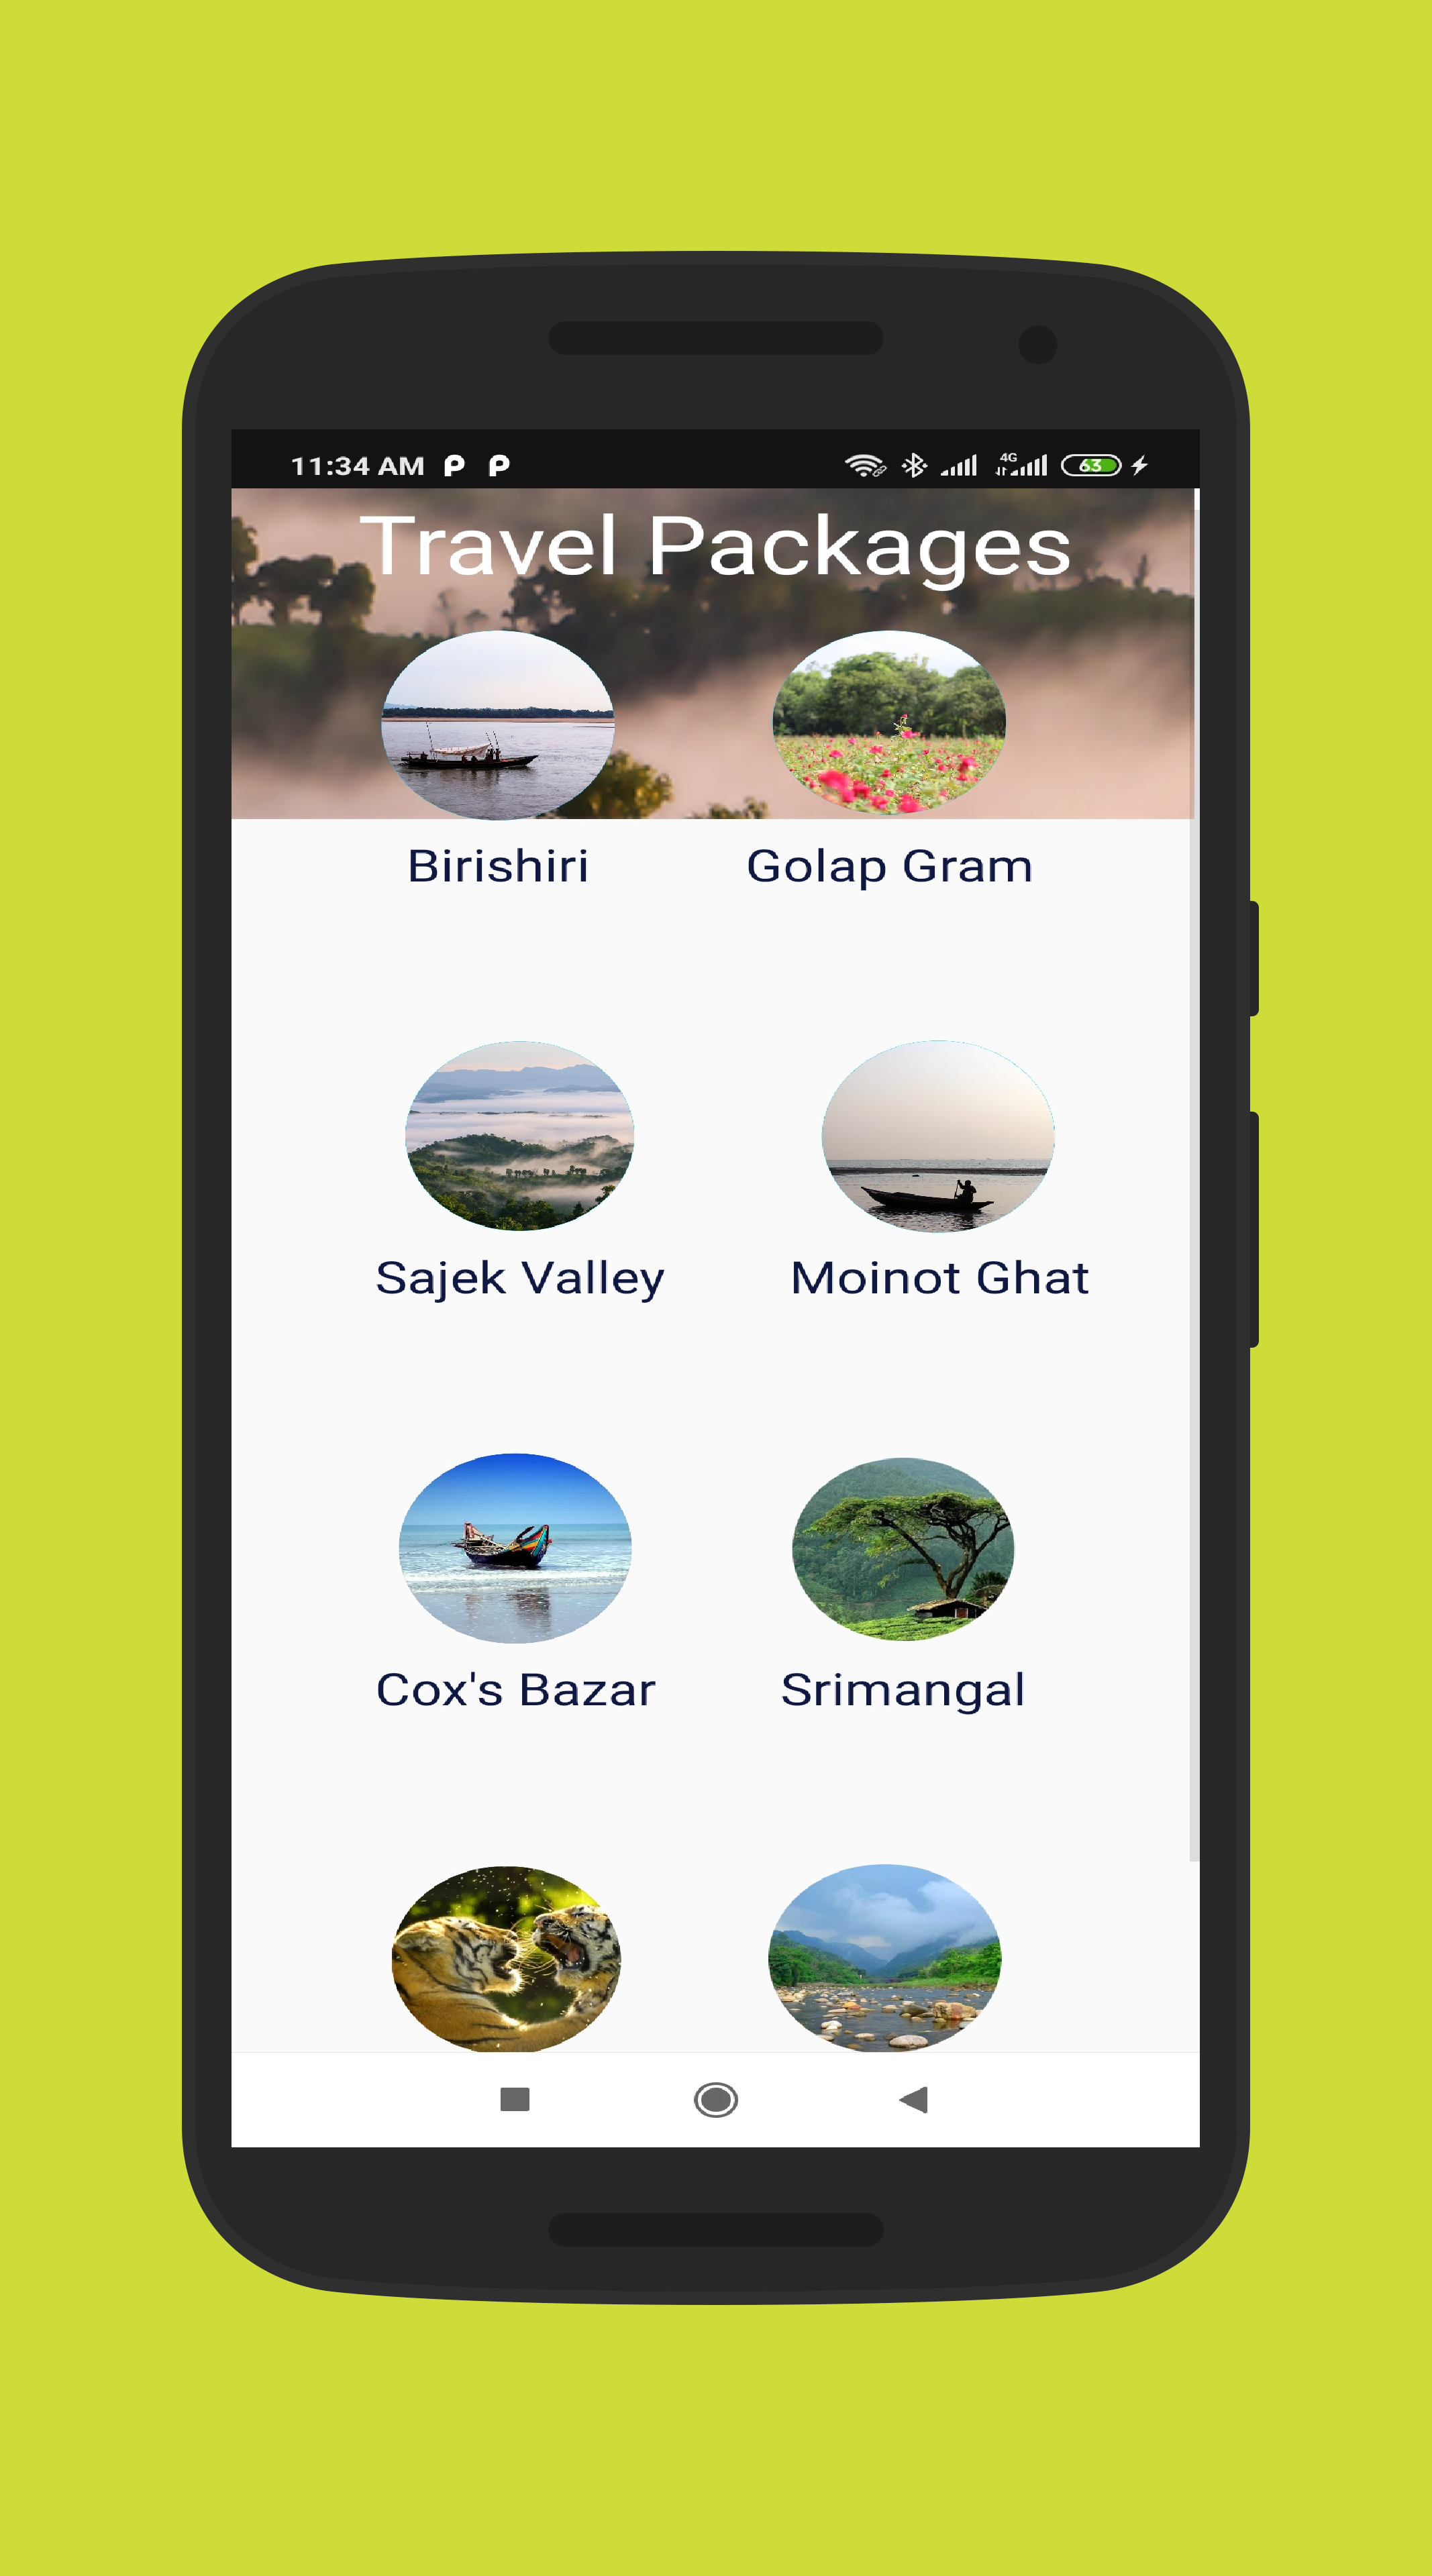 11:34 AM
4G
63
Travel Packages
Birishiri
Golap Gram
Sajek Valley
Moinot Ghat
Cox's Bazar
Srimangal